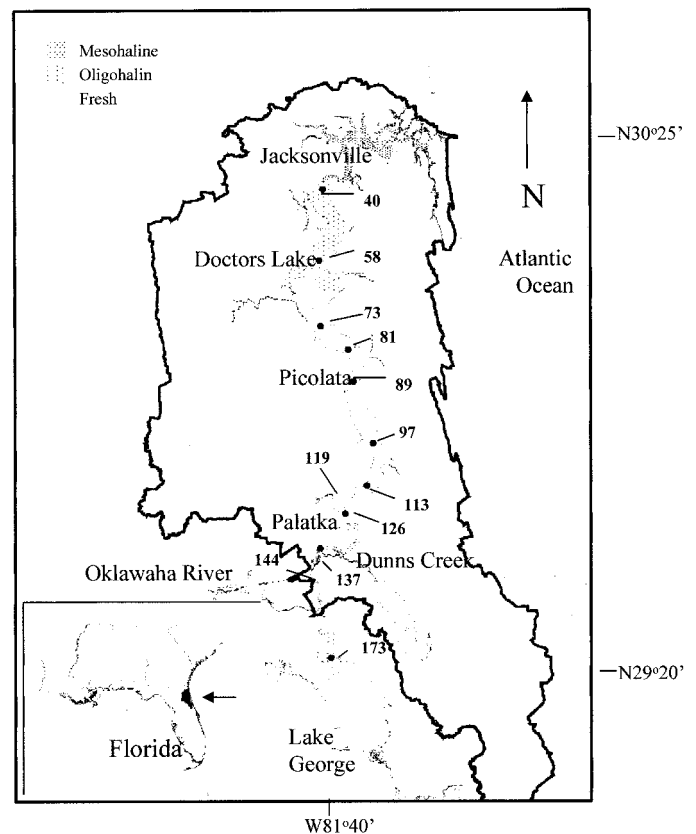 Mesohaline
Oligohalin
Fresh
N30°25'
Jacksonville
N
40
Doctors Lake
58
Atlantic
Ocean
73
81
Picolata
89
97
119
113
Palatka
126
Dunns Creek
144
Oklawaha River
137
173
N29°20'
Florida
Lake
George
W81°40'